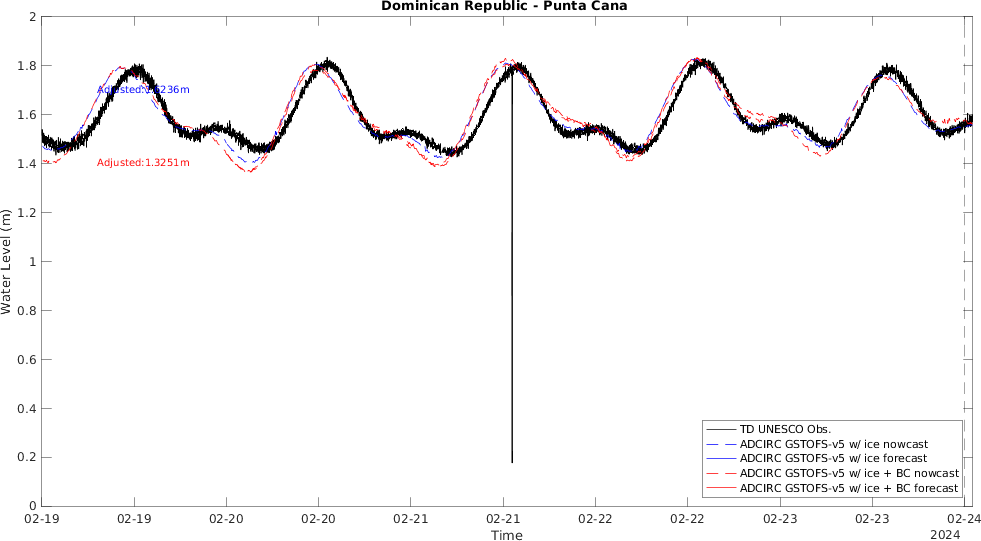 Dominican Republic - Punta Cana
2
1.8
1.6
1.4
1.2
1
0.8
0.6
0.4
0.2
0
Water Level (m)
Adjusted:1.6236m
Adjusted:1.3251m
TD UNESCO Obs.
ADCIRC GSTOFS-v5 w/ ice nowcast
ADCIRC GSTOFS-v5 w/ ice forecast
ADCIRC GSTOFS-v5 w/ ice + BC nowcast
ADCIRC GSTOFS-v5 w/ ice + BC forecast
02-19 02-19 02-20 02-20 02-21 02-21 02-22 02-22 02-23 02-23 02-24
Time
2024